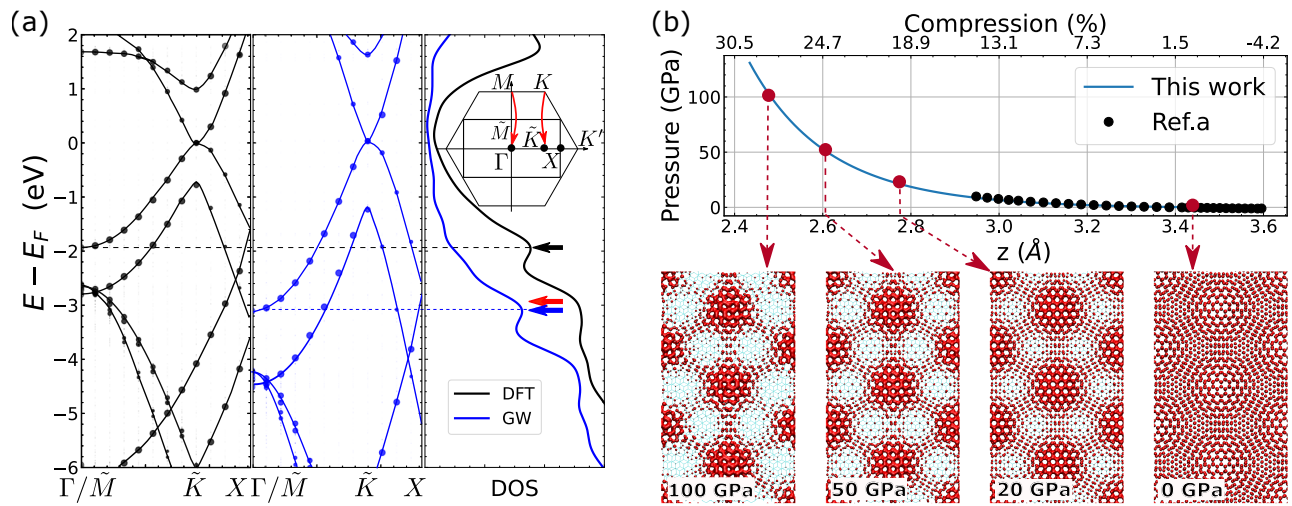 (a)
E − E_F (eV)
2
1
0
−1
−2
−3
−4
−5
−6
Γ/M̃
K̃
X
Γ/M̃
K̃
X
DOS
M
K
M̃
K̃
K'
Γ
X
DFT
GW
(b)
Compression (%)
30.5 24.7 18.9 13.1 7.3 1.5 -4.2
Pressure (GPa)
100
50
0
This work
Ref.a
2.4 2.6 2.8 3.0 3.2 3.4 3.6
z (Å)
100 GPa
50 GPa
20 GPa
0 GPa